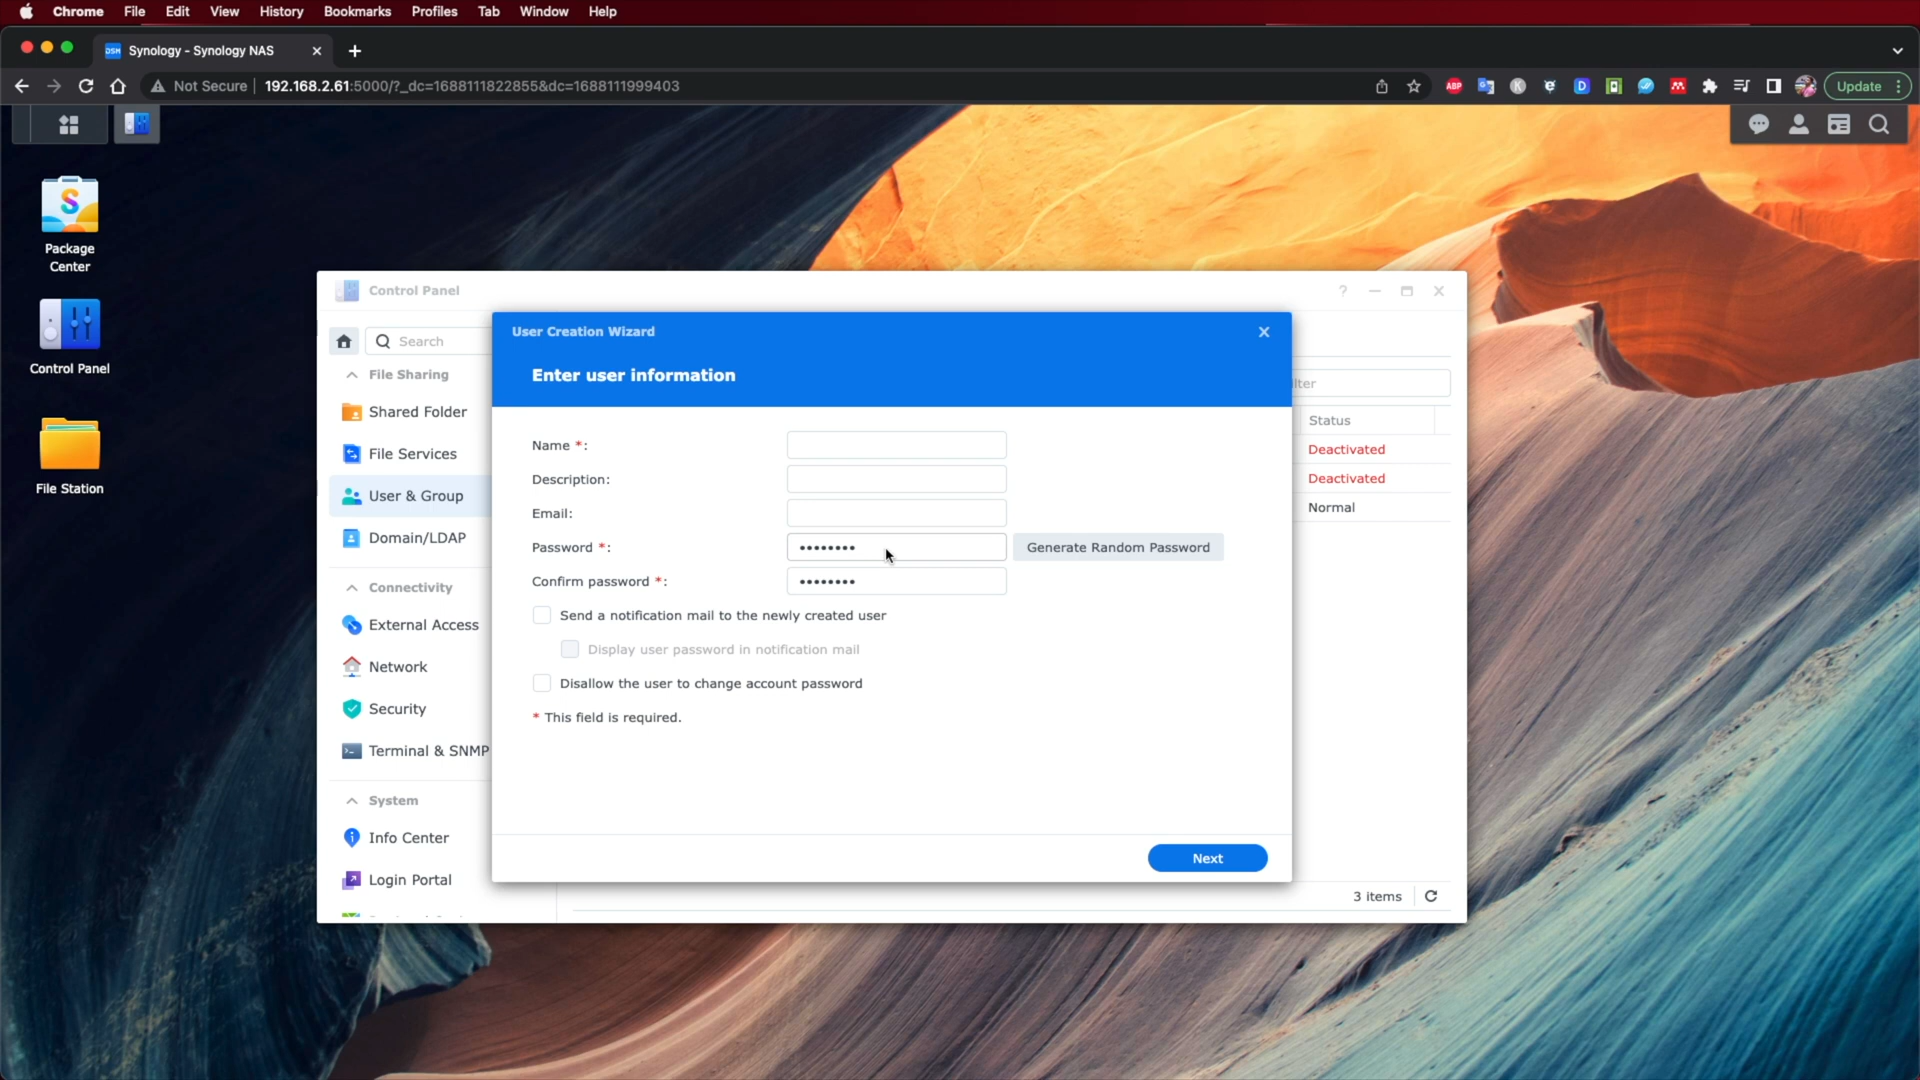 Chrome File Edit View History Bookmarks Profiles Tab Window Help
DSM Synology - Synology NAS
Not Secure 192.168.2.61:5000/?_dc=1688111822855&dc=1688111999403
ABP
Update
Package
Center
Control Panel
File Station
Control Panel
Search
File Sharing
Shared Folder
File Services
User & Group
Domain/LDAP
Connectivity
External Access
Network
Security
Terminal & SNMP
System
Info Center
Login Portal
User Creation Wizard
Enter user information
Name *:
Description:
Email:
Password *: •••••••• Generate Random Password
Confirm password *: ••••••••
Send a notification mail to the newly created user
Display user password in notification mail
Disallow the user to change account password
* This field is required.
Next
Status
Deactivated
Deactivated
Normal
3 items